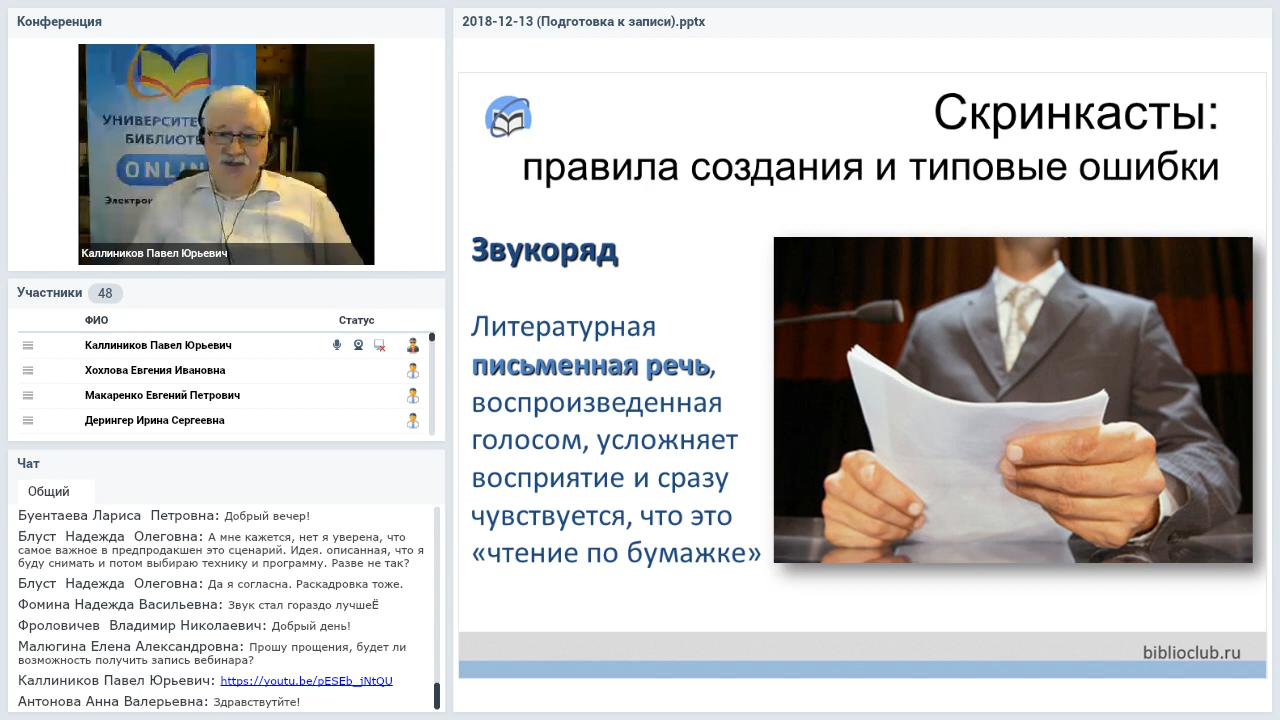 Конференция
УНИВЕРСИТЕ
БИБЛИОТЕ
ONLIN
Электрон
Каллиников Павел Юрьевич
Участники 48
ФИО Статус
Каллиников Павел Юрьевич
Хохлова Евгения Ивановна
Макаренко Евгений Петрович
Дерингер Ирина Сергеевна
Чат
Общий
Буентаева Лариса Петровна: Добрый вечер!
Блуст Надежда Олеговна: А мне кажется, нет я уверена, что
самое важное в предпродакшен это сценарий. Идея. описанная, что я
буду снимать и потом выбираю технику и программу. Разве не так?
Блуст Надежда Олеговна: Да я согласна. Раскадровка тоже.
Фомина Надежда Васильевна: Звук стал гораздо лучшеЁ
Фроловичев Владимир Николаевич: Добрый день!
Малюгина Елена Александровна: Прошу прощения, будет ли
возможность получить запись вебинара?
Каллиников Павел Юрьевич: https://youtu.be/pESEb_jNtQU
Антонова Анна Валерьевна: Здравствутйте!
2018-12-13 (Подготовка к записи).pptx
Скринкасты:
правила создания и типовые ошибки
Звукоряд
Литературная
письменная речь,
воспроизведенная
голосом, усложняет
восприятие и сразу
чувствуется, что это
«чтение по бумажке»
biblioclub.ru